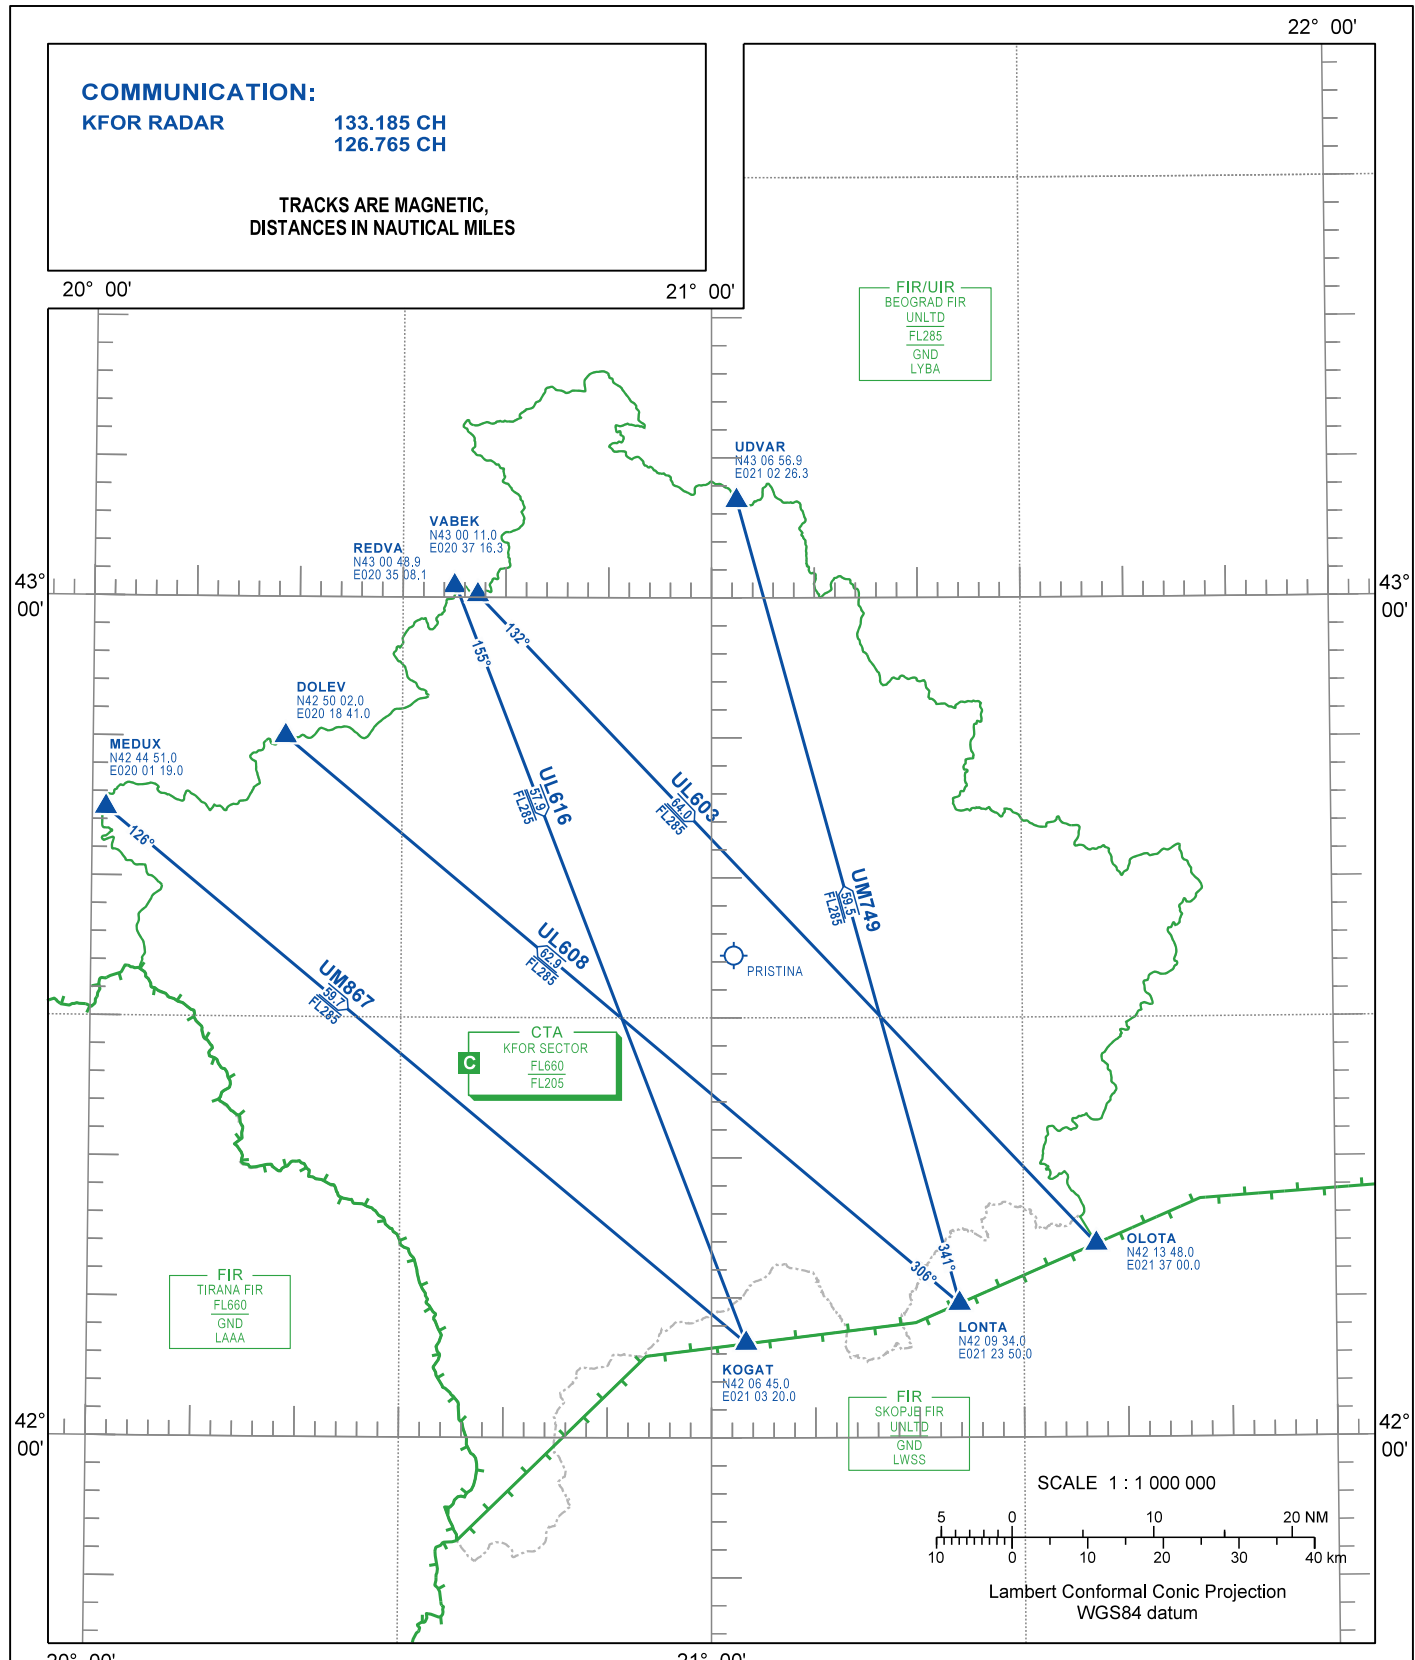 22° 00'
COMMUNICATION:
KFOR RADAR 133.185 CH
126.765 CH
TRACKS ARE MAGNETIC,
DISTANCES IN NAUTICAL MILES
20° 00'
21° 00'
FIR/UIR
BEOGRAD FIR
UNLTD
FL285
GND
LYBA
UDVAR
N43 06 56.9
E021 02 26.3
VABEK
N43 00 11.0
E020 37 16.3
REDVA
N43 00 48.9
E020 35 08.1
43°
00'
43°
00'
132°
155°
DOLEV
N42 50 02.0
E020 18 41.0
MEDUX
N42 44 51.0
E020 01 19.0
126°
UL616
57.9
FL285
UL603
64.0
FL285
UM749
59.5
FL285
UL608
62.9
FL285
PRISTINA
UM867
59.7
FL285
CTA
KFOR SECTOR
FL660
FL205
C
341°
306°
OLOTA
N42 13 48.0
E021 37 00.0
FIR
TIRANA FIR
FL660
GND
LAAA
LONTA
N42 09 34.0
E021 23 50.0
KOGAT
N42 06 45.0
E021 03 20.0
FIR
SKOPJE FIR
UNLTD
GND
LWSS
42°
00'
42°
00'
SCALE 1 : 1 000 000
5 0 10 20 NM
10 0 10 20 30 40 km
Lambert Conformal Conic Projection
WGS84 datum
20° 00'
21° 00'